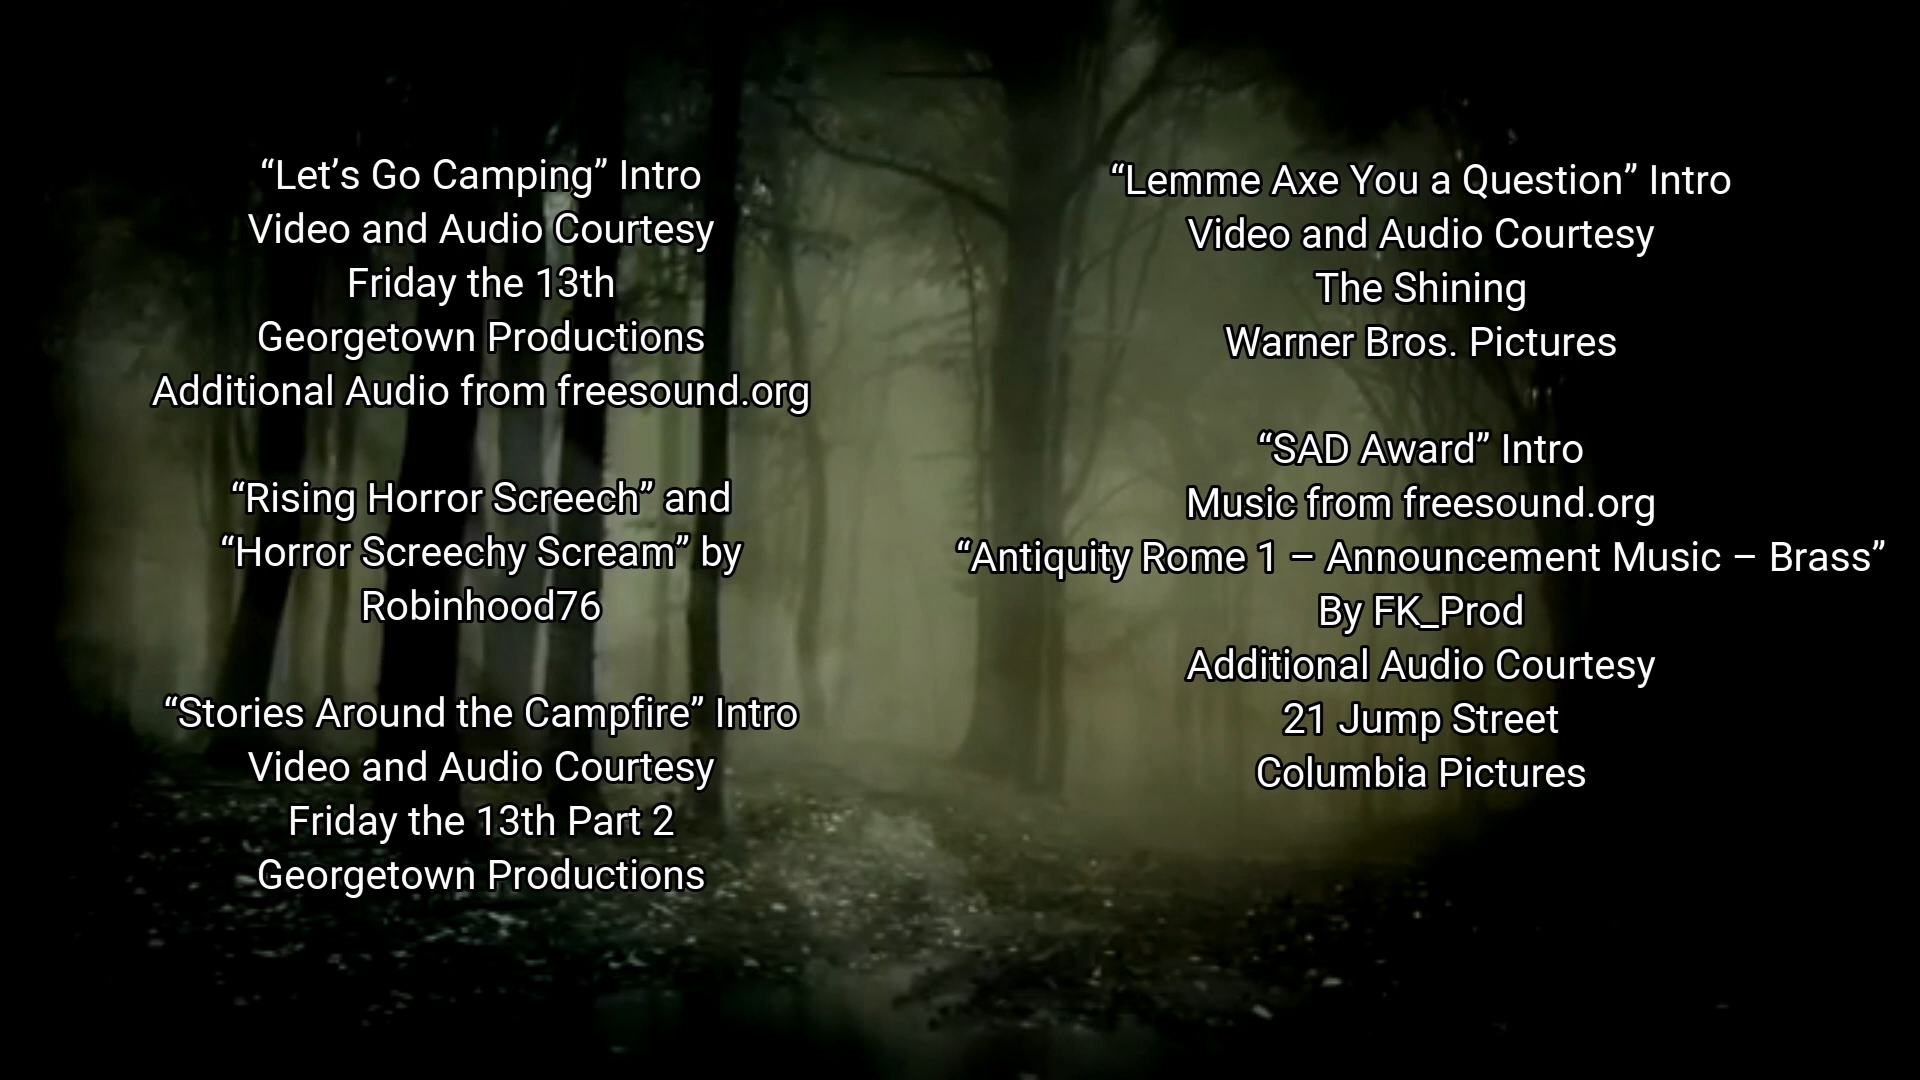 “Let’s Go Camping” Intro
Video and Audio Courtesy
Friday the 13th
Georgetown Productions
Additional Audio from freesound.org
“Rising Horror Screech” and
“Horror Screechy Scream” by
Robinhood76
“Stories Around the Campfire” Intro
Video and Audio Courtesy
Friday the 13th Part 2
Georgetown Productions
“Lemme Axe You a Question” Intro
Video and Audio Courtesy
The Shining
Warner Bros. Pictures
“SAD Award” Intro
Music from freesound.org
“Antiquity Rome 1 – Announcement Music – Brass”
By FK_Prod
Additional Audio Courtesy
21 Jump Street
Columbia Pictures